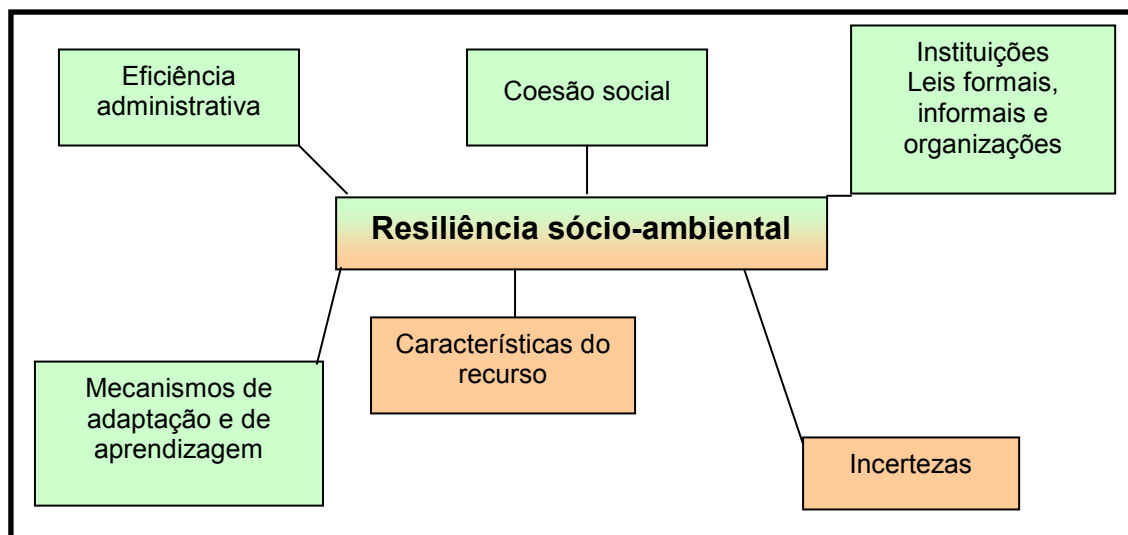 Eficiência
administrativa
Coesão social
Instituições
Leis formais,
informais e
organizações
Resiliência sócio-ambiental
Características do
recurso
Mecanismos de
adaptação e de
aprendizagem
Incertezas